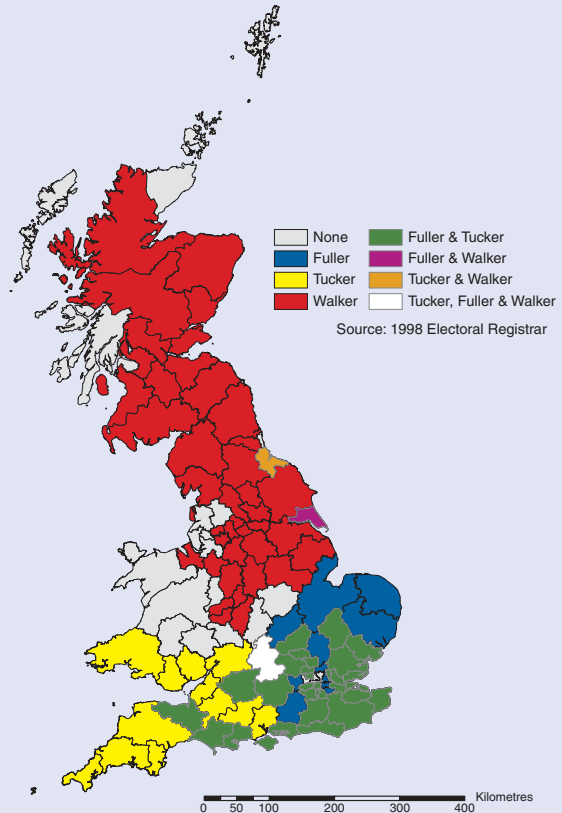 None
Fuller
Tucker
Walker
Fuller & Tucker
Fuller & Walker
Tucker & Walker
Tucker, Fuller & Walker
Source: 1998 Electoral Registrar
Kilometres
0 50 100 200 300 400